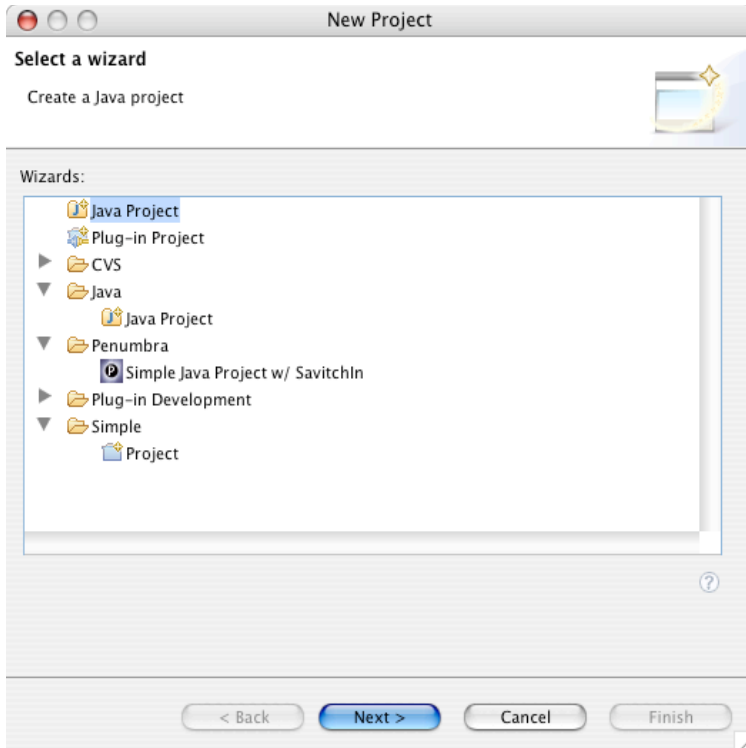 New Project
Select a wizard
Create a Java project
Wizards:
Java Project
Plug-in Project
CVS
Java
Java Project
Penumbra
Simple Java Project w/ SavitchIn
Plug-in Development
Simple
Project
?
< Back Next > Cancel Finish